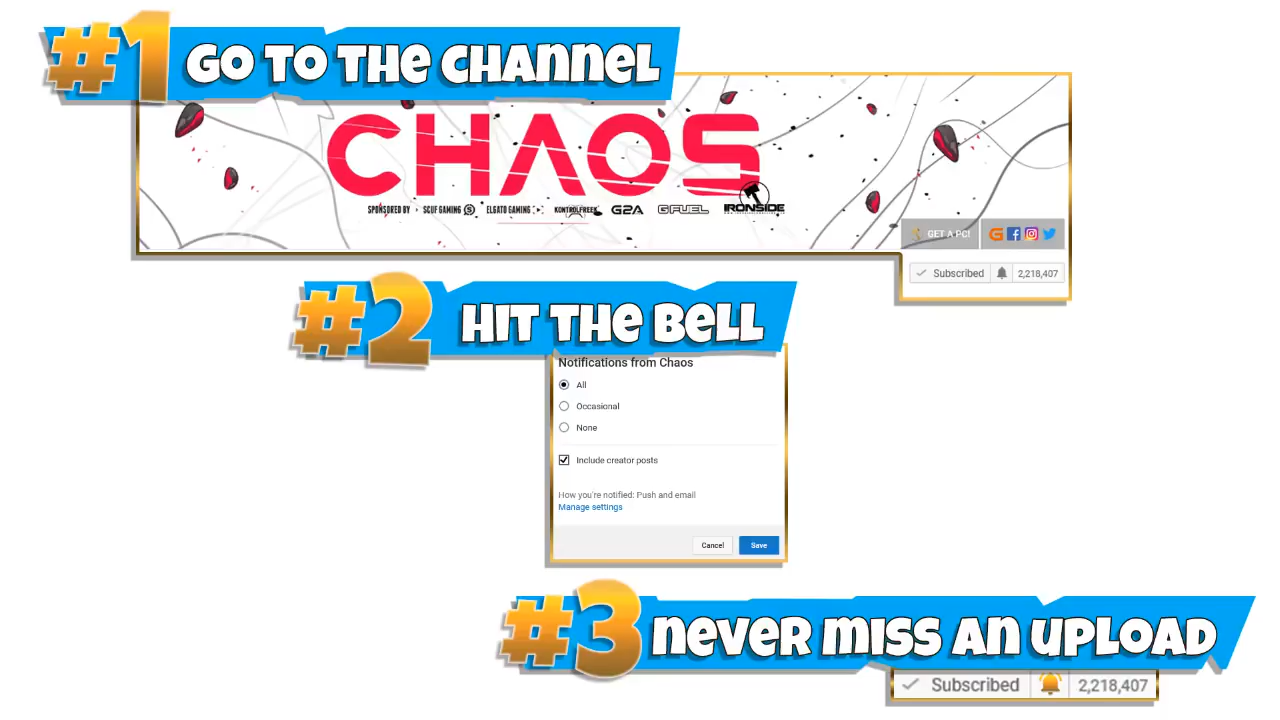 #1 GO TO THE CHANNEL
CHAOS
SPONSORED BY SCUF GAMING ELGATO GAMING KONTROLFREEK G2A GFUEL IRONSIDE
GET A PC!
Subscribed 2,218,407
#2 HIT THE BELL
Notifications from Chaos
All
Occasional
None
Include creator posts
How you're notified: Push and email
Manage settings
Cancel Save
#3 NEVER MISS AN UPLOAD
Subscribed 2,218,407